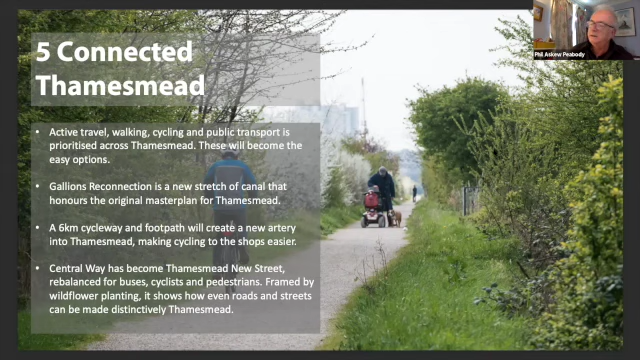 5 Connected
Thamesmead
• Active travel, walking, cycling and public transport is
prioritised across Thamesmead. These will become the
easy options.
• Gallions Reconnection is a new stretch of canal that
honours the original masterplan for Thamesmead.
• A 6km cycleway and footpath will create a new artery
into Thamesmead, making cycling to the shops easier.
• Central Way has become Thamesmead New Street,
rebalanced for buses, cyclists and pedestrians. Framed by
wildflower planting, it shows how even roads and streets
can be made distinctively Thamesmead.
Phil Askew Peabody